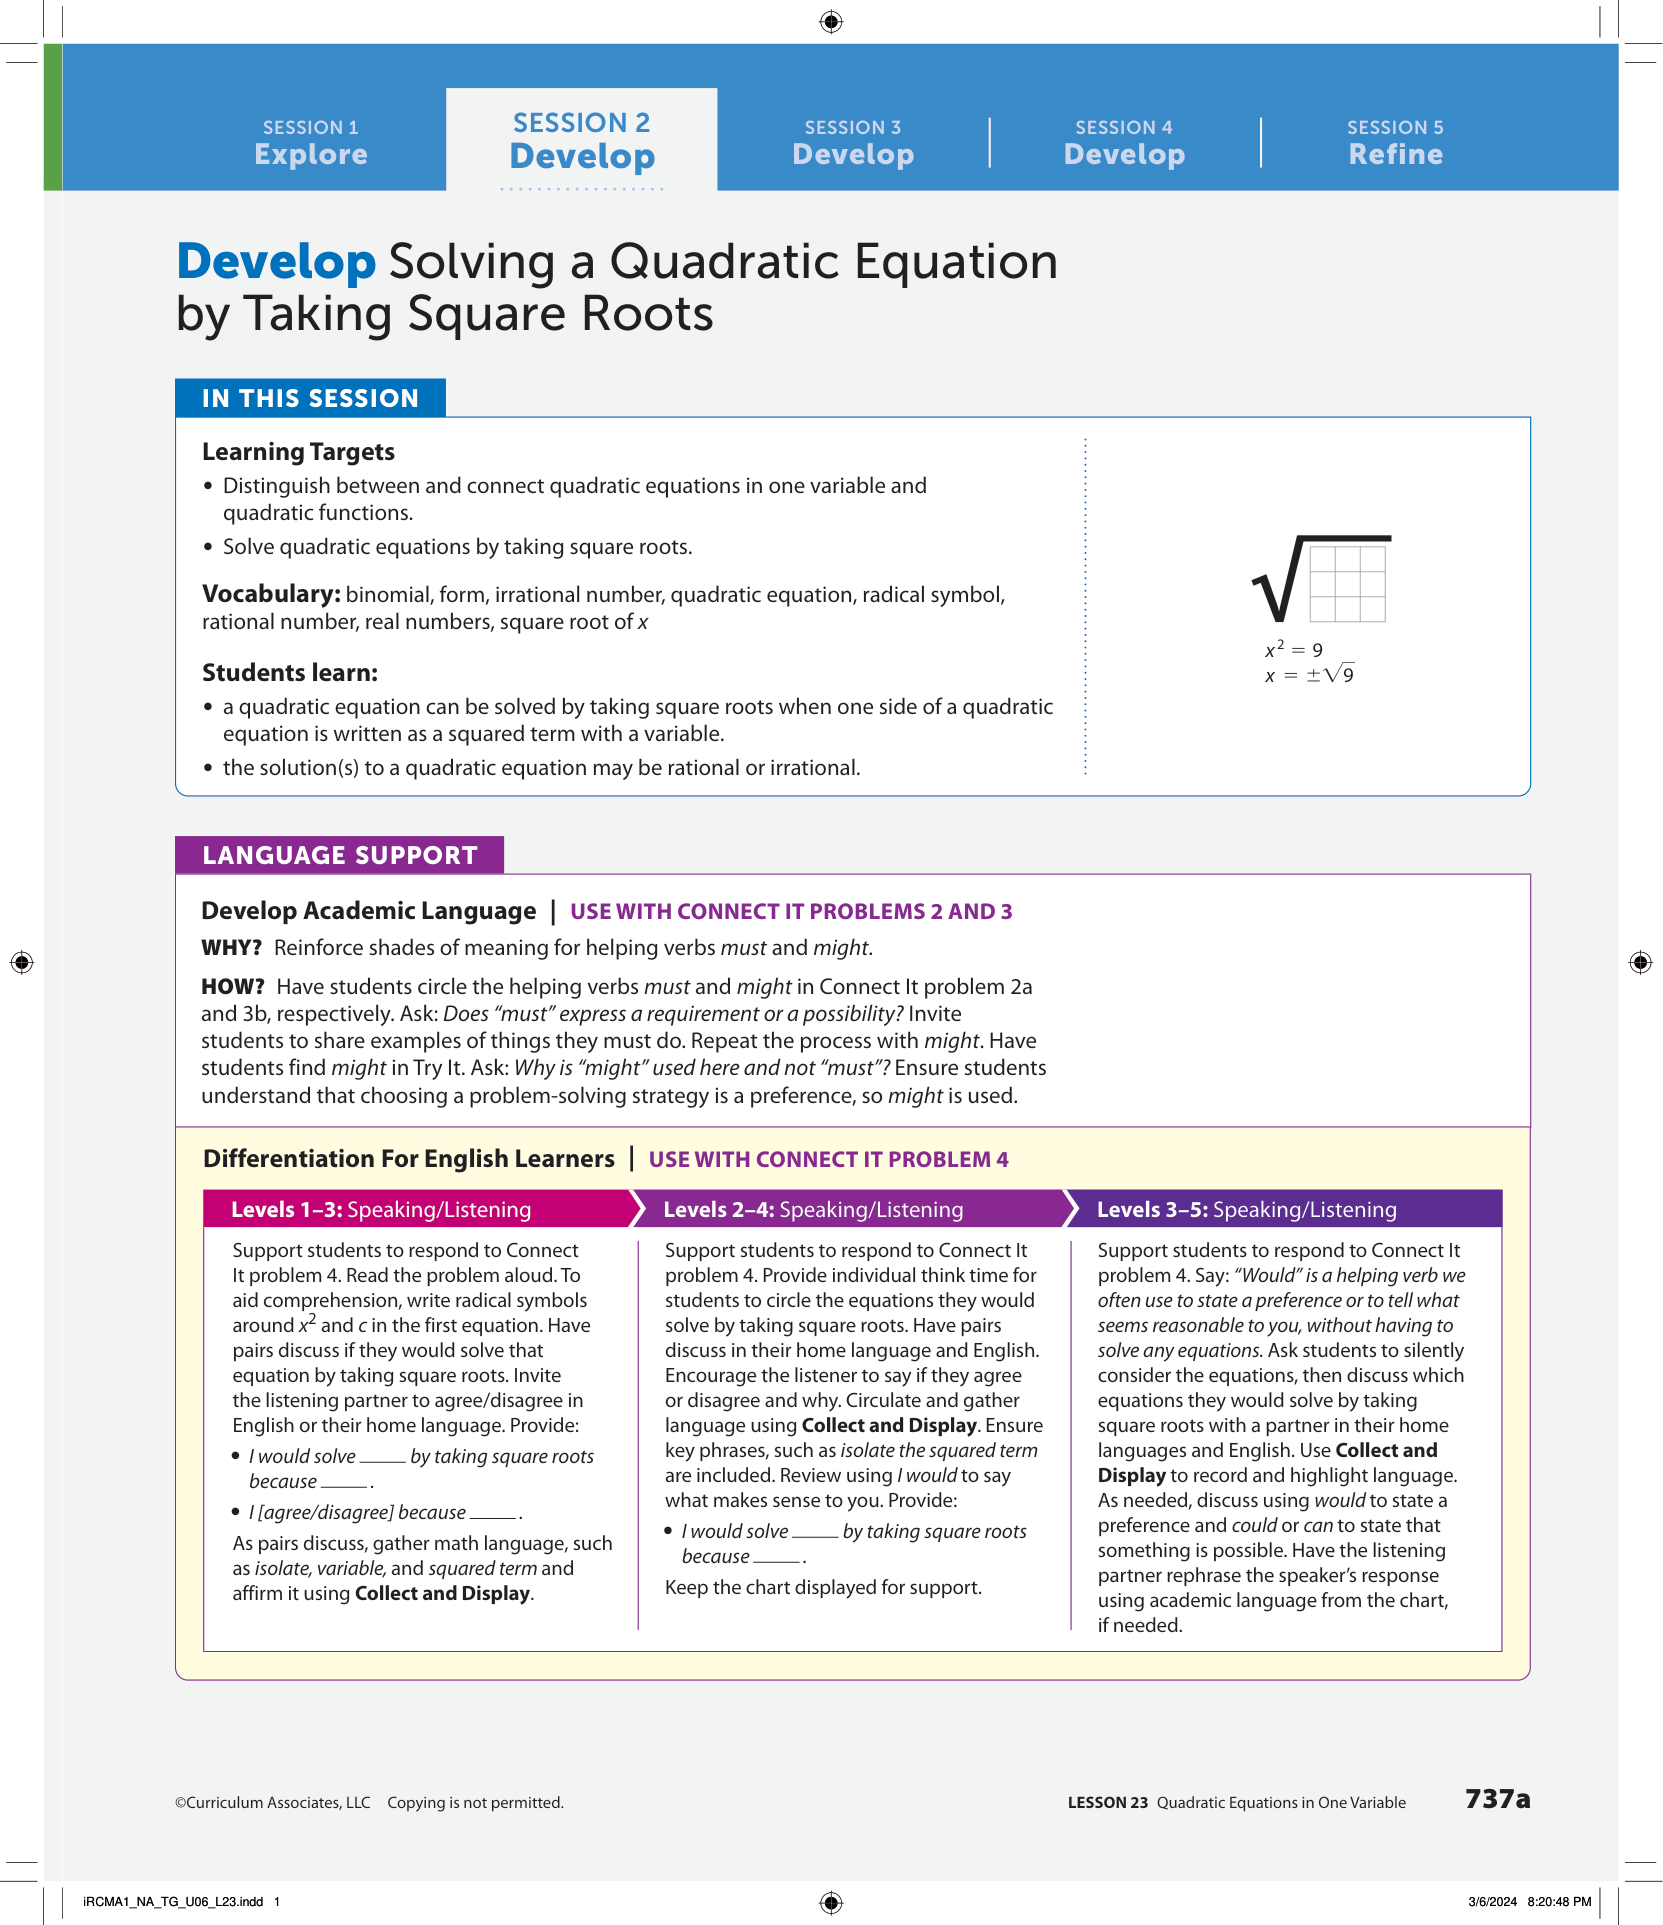 SESSION 1
Explore
SESSION 2
Develop
SESSION 3
Develop
SESSION 4
Develop
SESSION 5
Refine
Develop Solving a Quadratic Equation
by Taking Square Roots
IN THIS SESSION
Learning Targets
• Distinguish between and connect quadratic equations in one variable and
quadratic functions.
• Solve quadratic equations by taking square roots.
Vocabulary: binomial, form, irrational number, quadratic equation, radical symbol,
rational number, real numbers, square root of x
Students learn:
• a quadratic equation can be solved by taking square roots when one side of a quadratic
equation is written as a squared term with a variable.
• the solution(s) to a quadratic equation may be rational or irrational.
x² = 9
x = ±√9
LANGUAGE SUPPORT
Develop Academic Language | USE WITH CONNECT IT PROBLEMS 2 AND 3
WHY? Reinforce shades of meaning for helping verbs must and might.
HOW? Have students circle the helping verbs must and might in Connect It problem 2a
and 3b, respectively. Ask: Does “must” express a requirement or a possibility? Invite
students to share examples of things they must do. Repeat the process with might. Have
students find might in Try It. Ask: Why is “might” used here and not “must”? Ensure students
understand that choosing a problem-solving strategy is a preference, so might is used.
Differentiation For English Learners | USE WITH CONNECT IT PROBLEM 4
Levels 1–3: Speaking/Listening
Support students to respond to Connect
It problem 4. Read the problem aloud. To
aid comprehension, write radical symbols
around x² and c in the first equation. Have
pairs discuss if they would solve that
equation by taking square roots. Invite
the listening partner to agree/disagree in
English or their home language. Provide:
• I would solve _____ by taking square roots
because _____ .
• I [agree/disagree] because _____ .
As pairs discuss, gather math language, such
as isolate, variable, and squared term and
affirm it using Collect and Display.
Levels 2–4: Speaking/Listening
Support students to respond to Connect It
problem 4. Provide individual think time for
students to circle the equations they would
solve by taking square roots. Have pairs
discuss in their home language and English.
Encourage the listener to say if they agree
or disagree and why. Circulate and gather
language using Collect and Display. Ensure
key phrases, such as isolate the squared term
are included. Review using I would to say
what makes sense to you. Provide:
• I would solve _____ by taking square roots
because _____ .
Keep the chart displayed for support.
Levels 3–5: Speaking/Listening
Support students to respond to Connect It
problem 4. Say: “Would” is a helping verb we
often use to state a preference or to tell what
seems reasonable to you, without having to
solve any equations. Ask students to silently
consider the equations, then discuss which
equations they would solve by taking
square roots with a partner in their home
languages and English. Use Collect and
Display to record and highlight language.
As needed, discuss using would to state a
preference and could or can to state that
something is possible. Have the listening
partner rephrase the speaker’s response
using academic language from the chart,
if needed.
©Curriculum Associates, LLC Copying is not permitted.
LESSON 23 Quadratic Equations in One Variable 737a
iRCMA1_NA_TG_U06_L23.indd 1
3/6/2024 8:20:48 PM